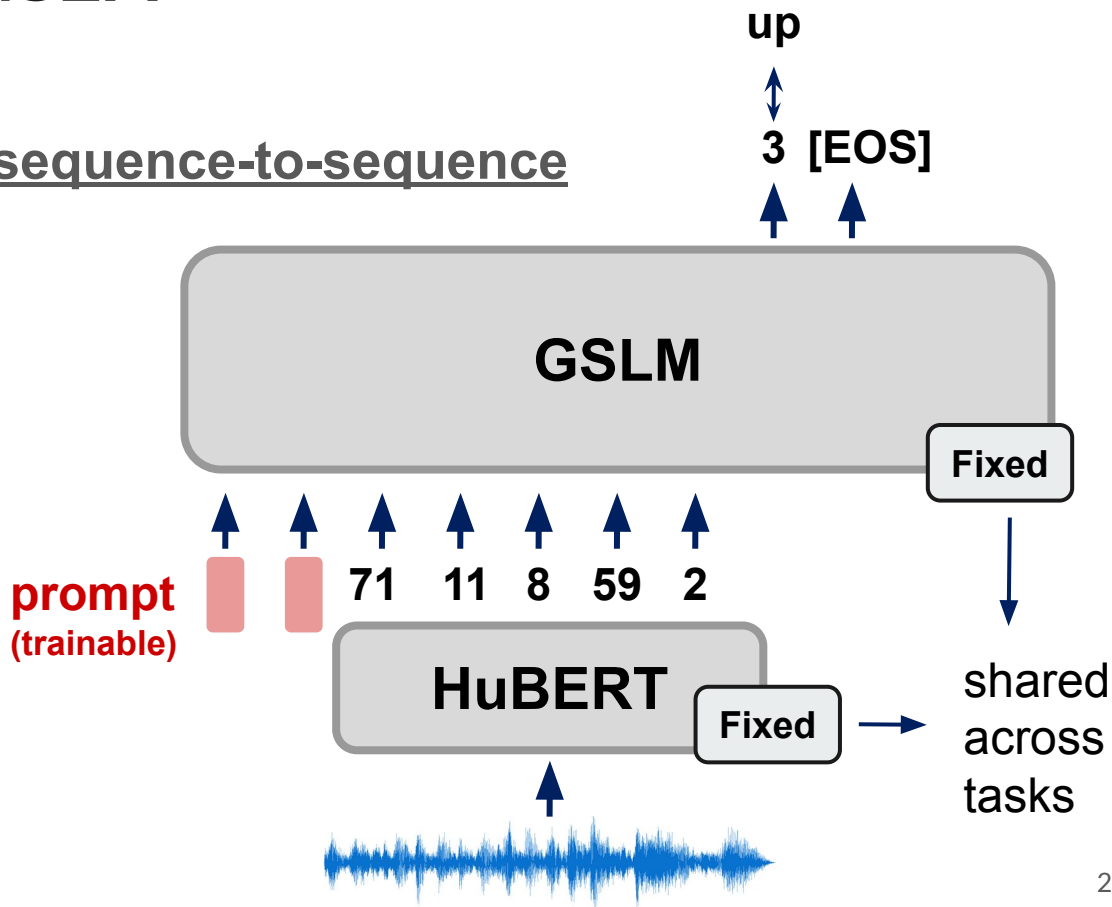 up
sequence-to-sequence
3 [EOS]
GSLM
Fixed
prompt
(trainable)
71 11 8 59 2
HuBERT
Fixed
shared
across
tasks
2